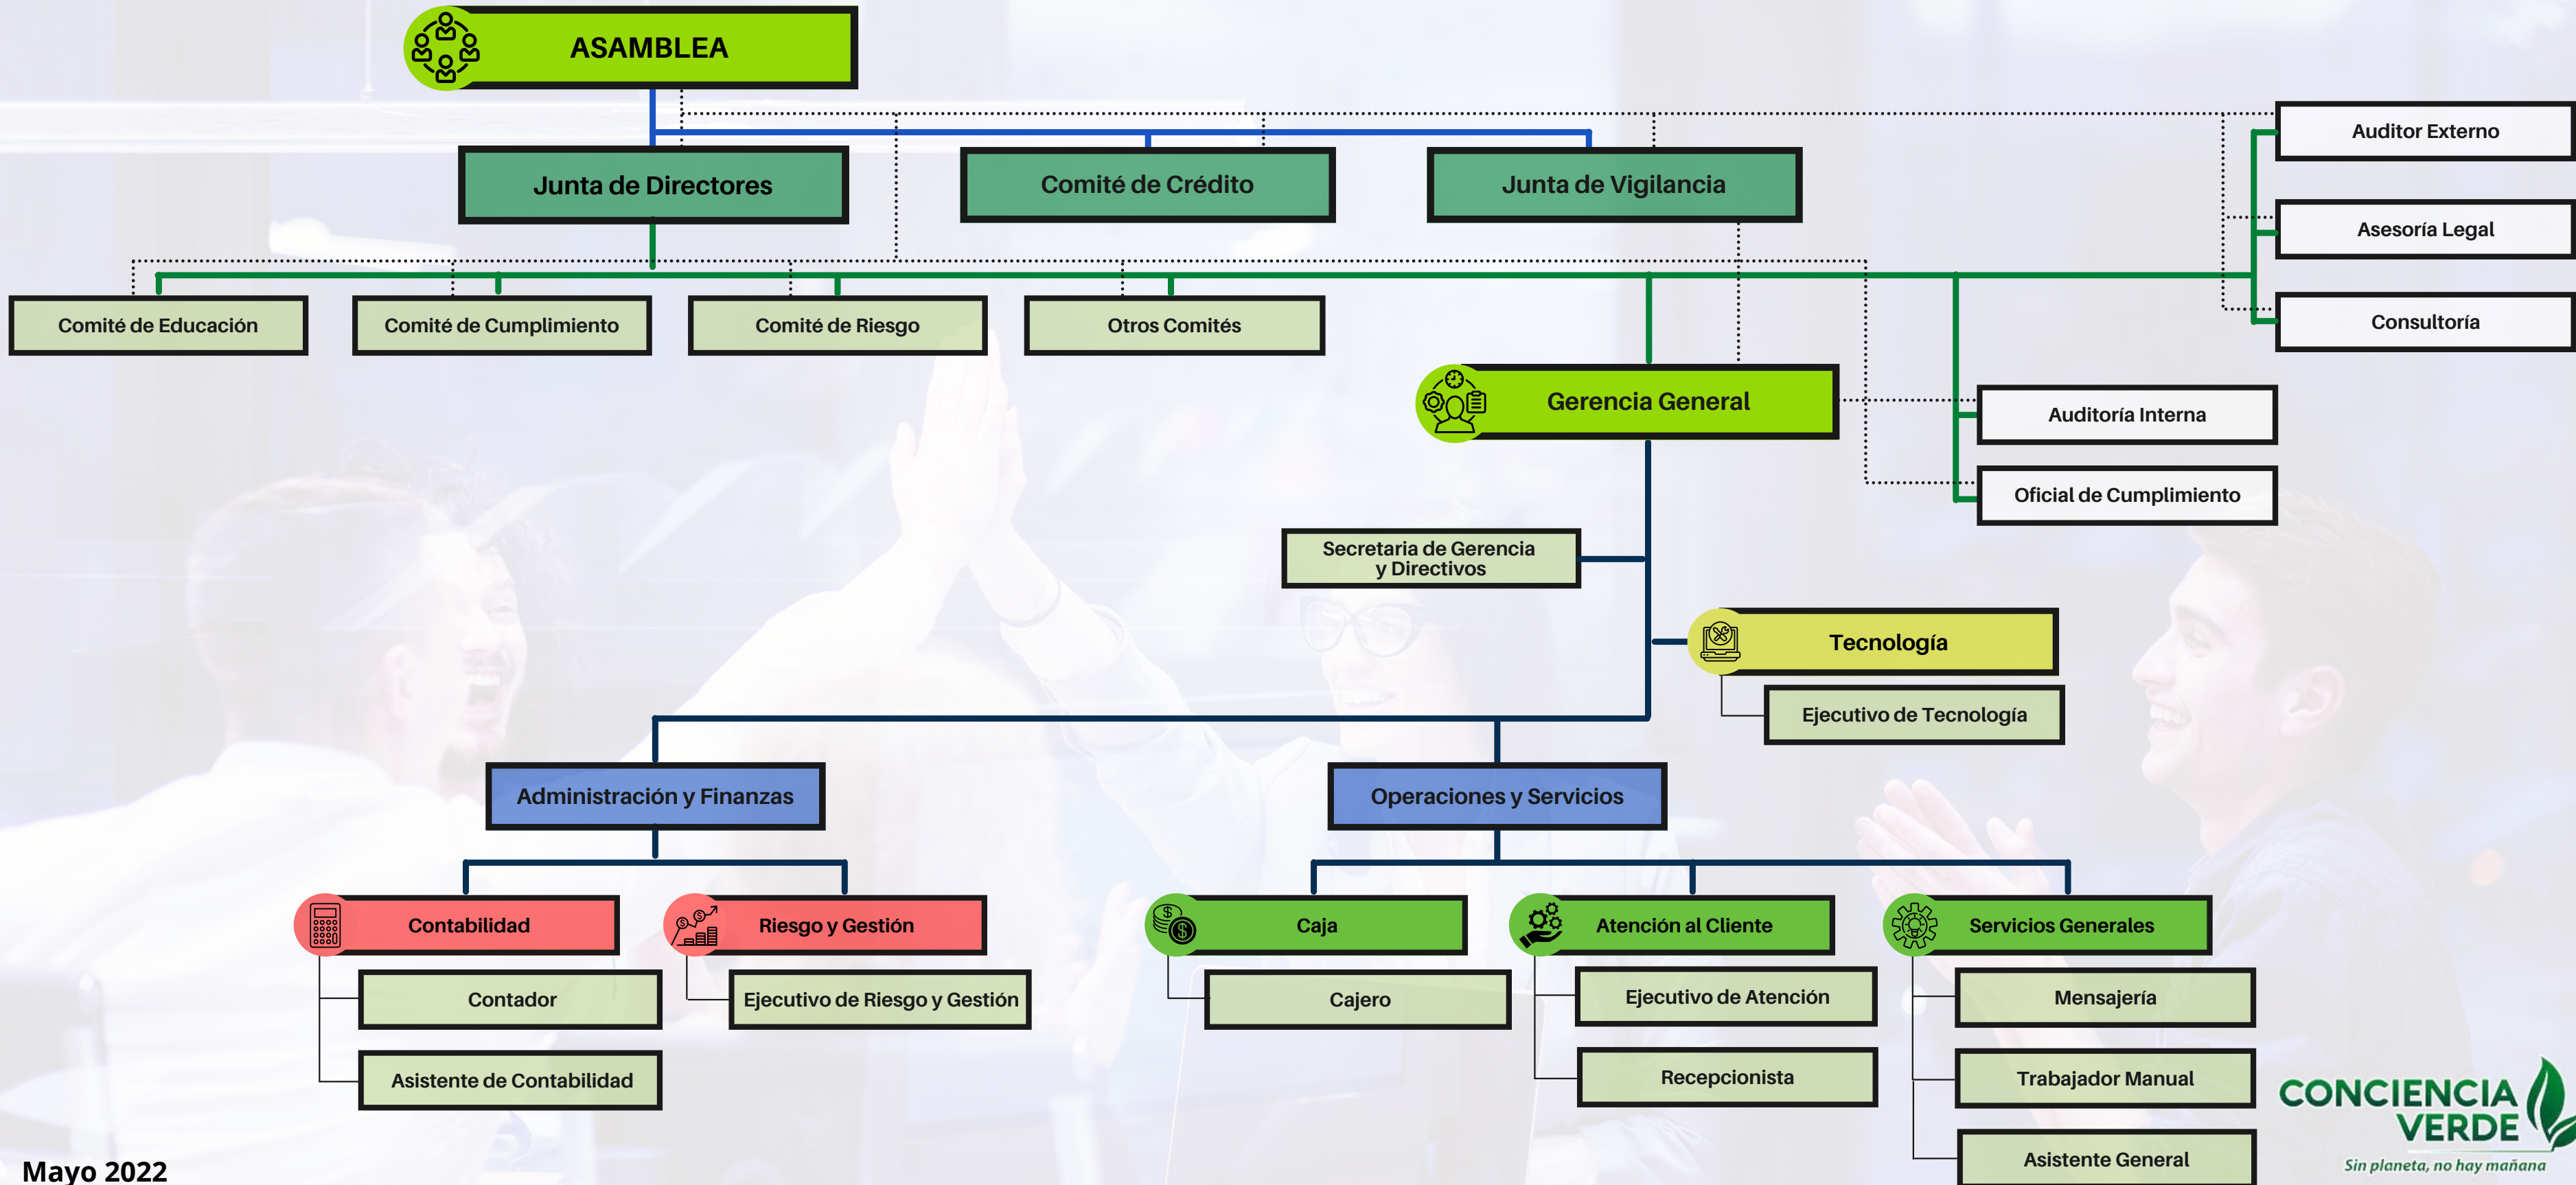 ASAMBLEA
Auditor Externo
Junta de Directores
Comité de Crédito
Junta de Vigilancia
Asesoría Legal
Comité de Educación
Comité de Cumplimiento
Comité de Riesgo
Otros Comités
Consultoría
Gerencia General
Auditoría Interna
Oficial de Cumplimiento
Secretaria de Gerencia
y Directivos
Tecnología
Ejecutivo de Tecnología
Administración y Finanzas
Operaciones y Servicios
Contabilidad
Riesgo y Gestión
Caja
Atención al Cliente
Servicios Generales
Contador
Ejecutivo de Riesgo y Gestión
Cajero
Ejecutivo de Atención
Mensajería
Asistente de Contabilidad
Recepcionista
Trabajador Manual
Asistente General
CONCIENCIA
VERDE
Sin planeta, no hay mañana
Mayo 2022